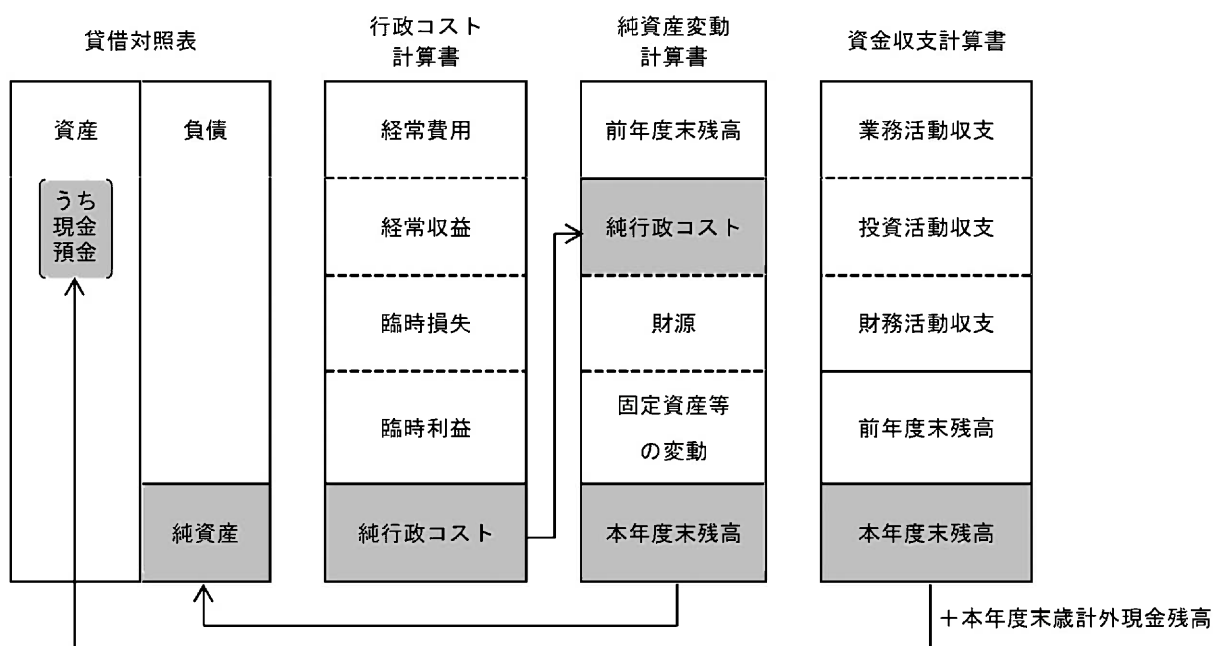 貸借対照表
行政コスト
計算書
純資産変動
計算書
資金収支計算書
資産
負債
うち
現金
預金
純資産
経常費用
経常収益
臨時損失
臨時利益
純行政コスト
前年度末残高
純行政コスト
財源
固定資産等
の変動
本年度末残高
業務活動収支
投資活動収支
財務活動収支
前年度末残高
本年度末残高
＋本年度末歳計外現金残高